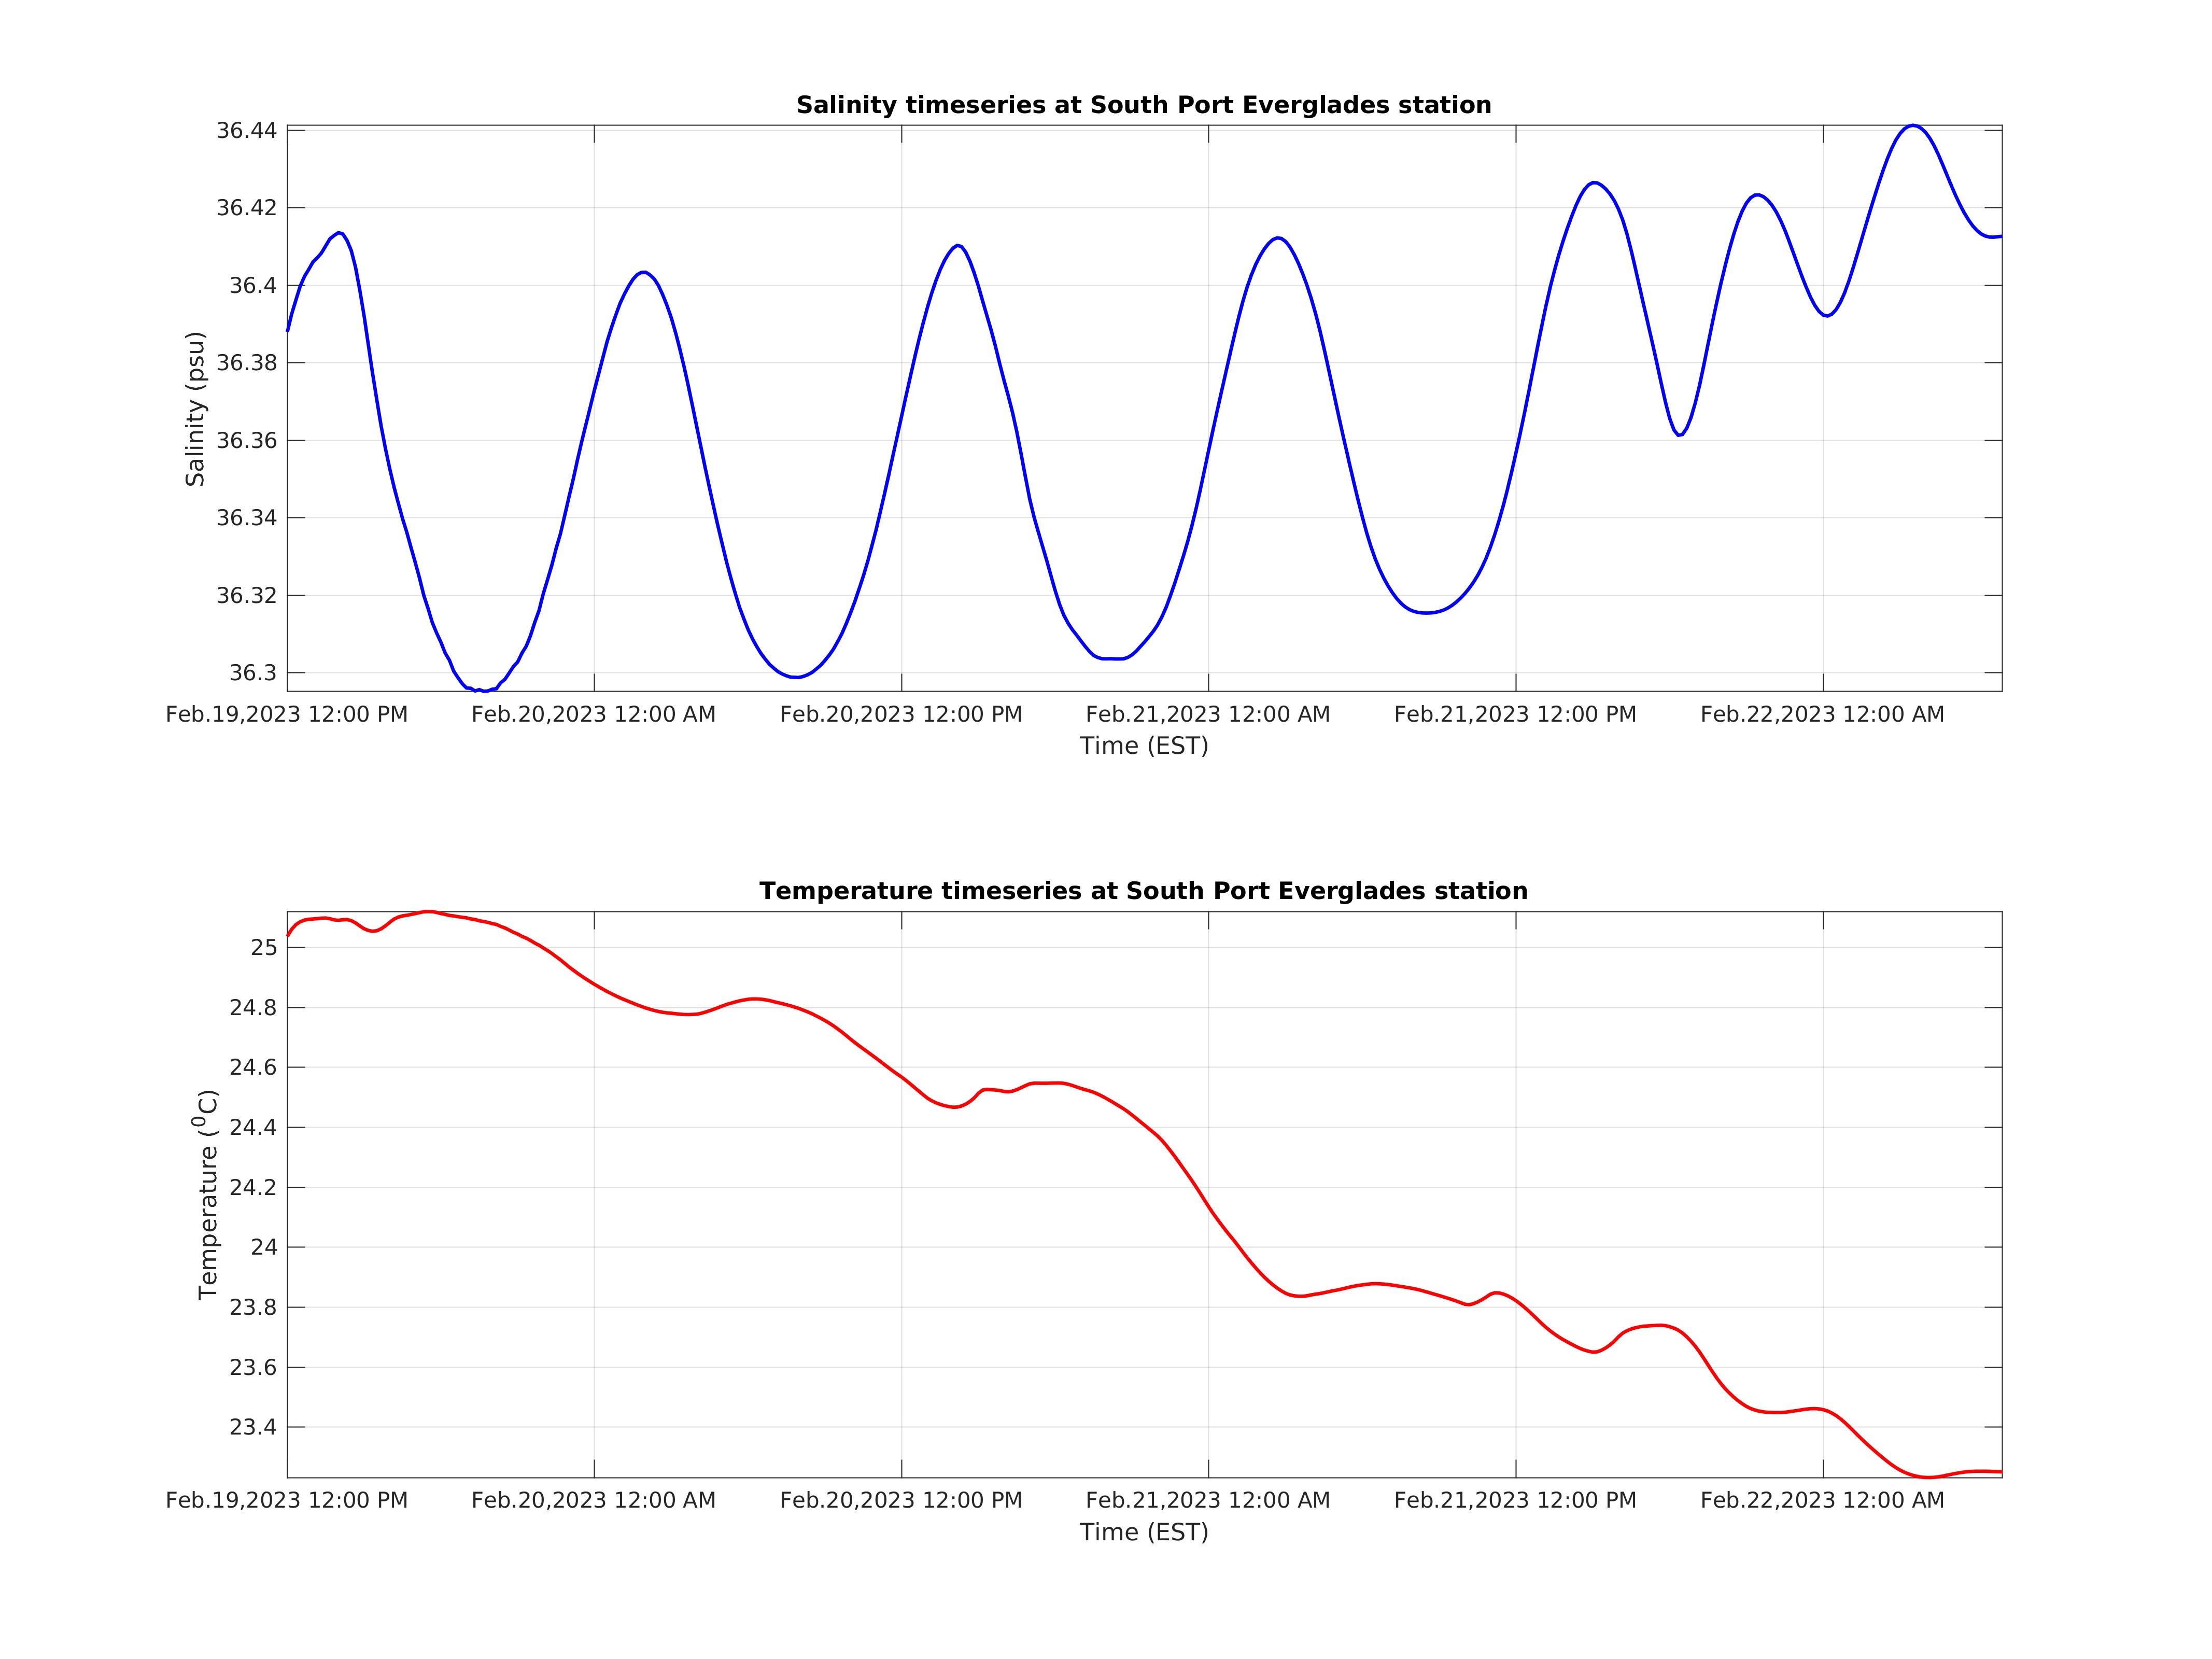 Salinity timeseries at South Port Everglades station
36.44
36.42
36.4
36.38
36.36
36.34
36.32
36.3
Salinity (psu)
Feb.19,2023 12:00 PM Feb.20,2023 12:00 AM Feb.20,2023 12:00 PM Feb.21,2023 12:00 AM Feb.21,2023 12:00 PM Feb.22,2023 12:00 AM
Time (EST)
Temperature timeseries at South Port Everglades station
25
24.8
24.6
24.4
24.2
24
23.8
23.6
23.4
Temperature (⁰C)
Feb.19,2023 12:00 PM Feb.20,2023 12:00 AM Feb.20,2023 12:00 PM Feb.21,2023 12:00 AM Feb.21,2023 12:00 PM Feb.22,2023 12:00 AM
Time (EST)